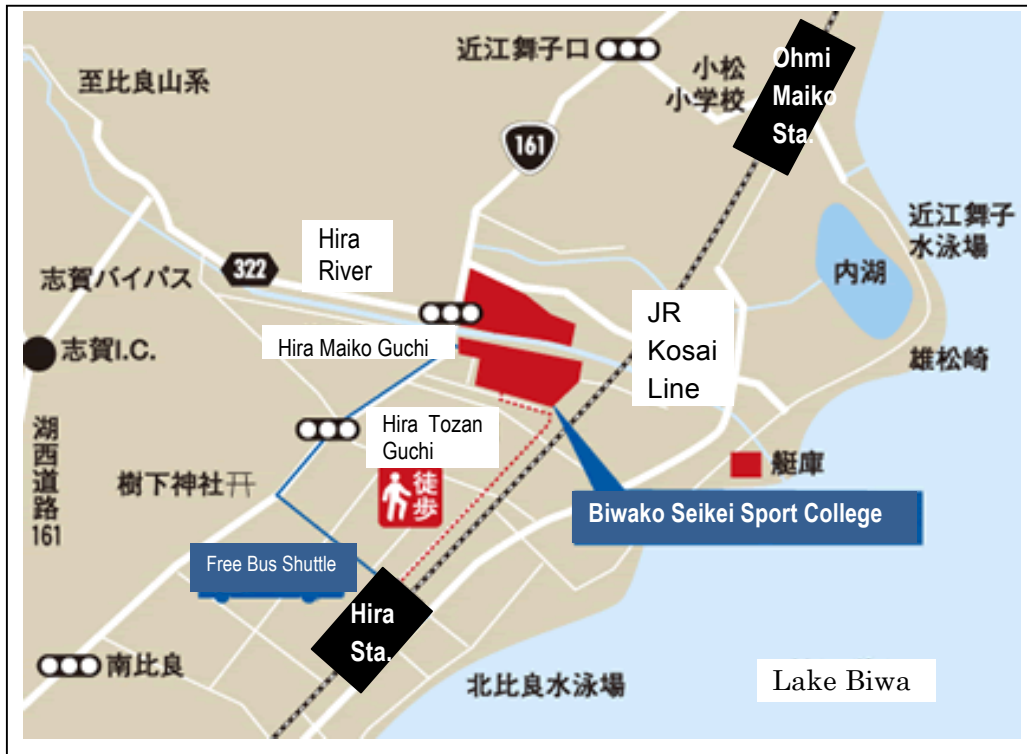 近江舞子口
小松
小学校
Ohmi
Maiko
Sta.
至比良山系
161
近江舞子
水泳場
Hira
River
322
志賀バイパス
内湖
JR
Kosai
Line
Hira Maiko Guchi
志賀I.C.
雄松崎
Hira Tozan
Guchi
湖西道路161
樹下神社
徒歩
艇庫
Biwako Seikei Sport College
Free Bus Shuttle
Hira
Sta.
南比良
北比良水泳場
Lake Biwa